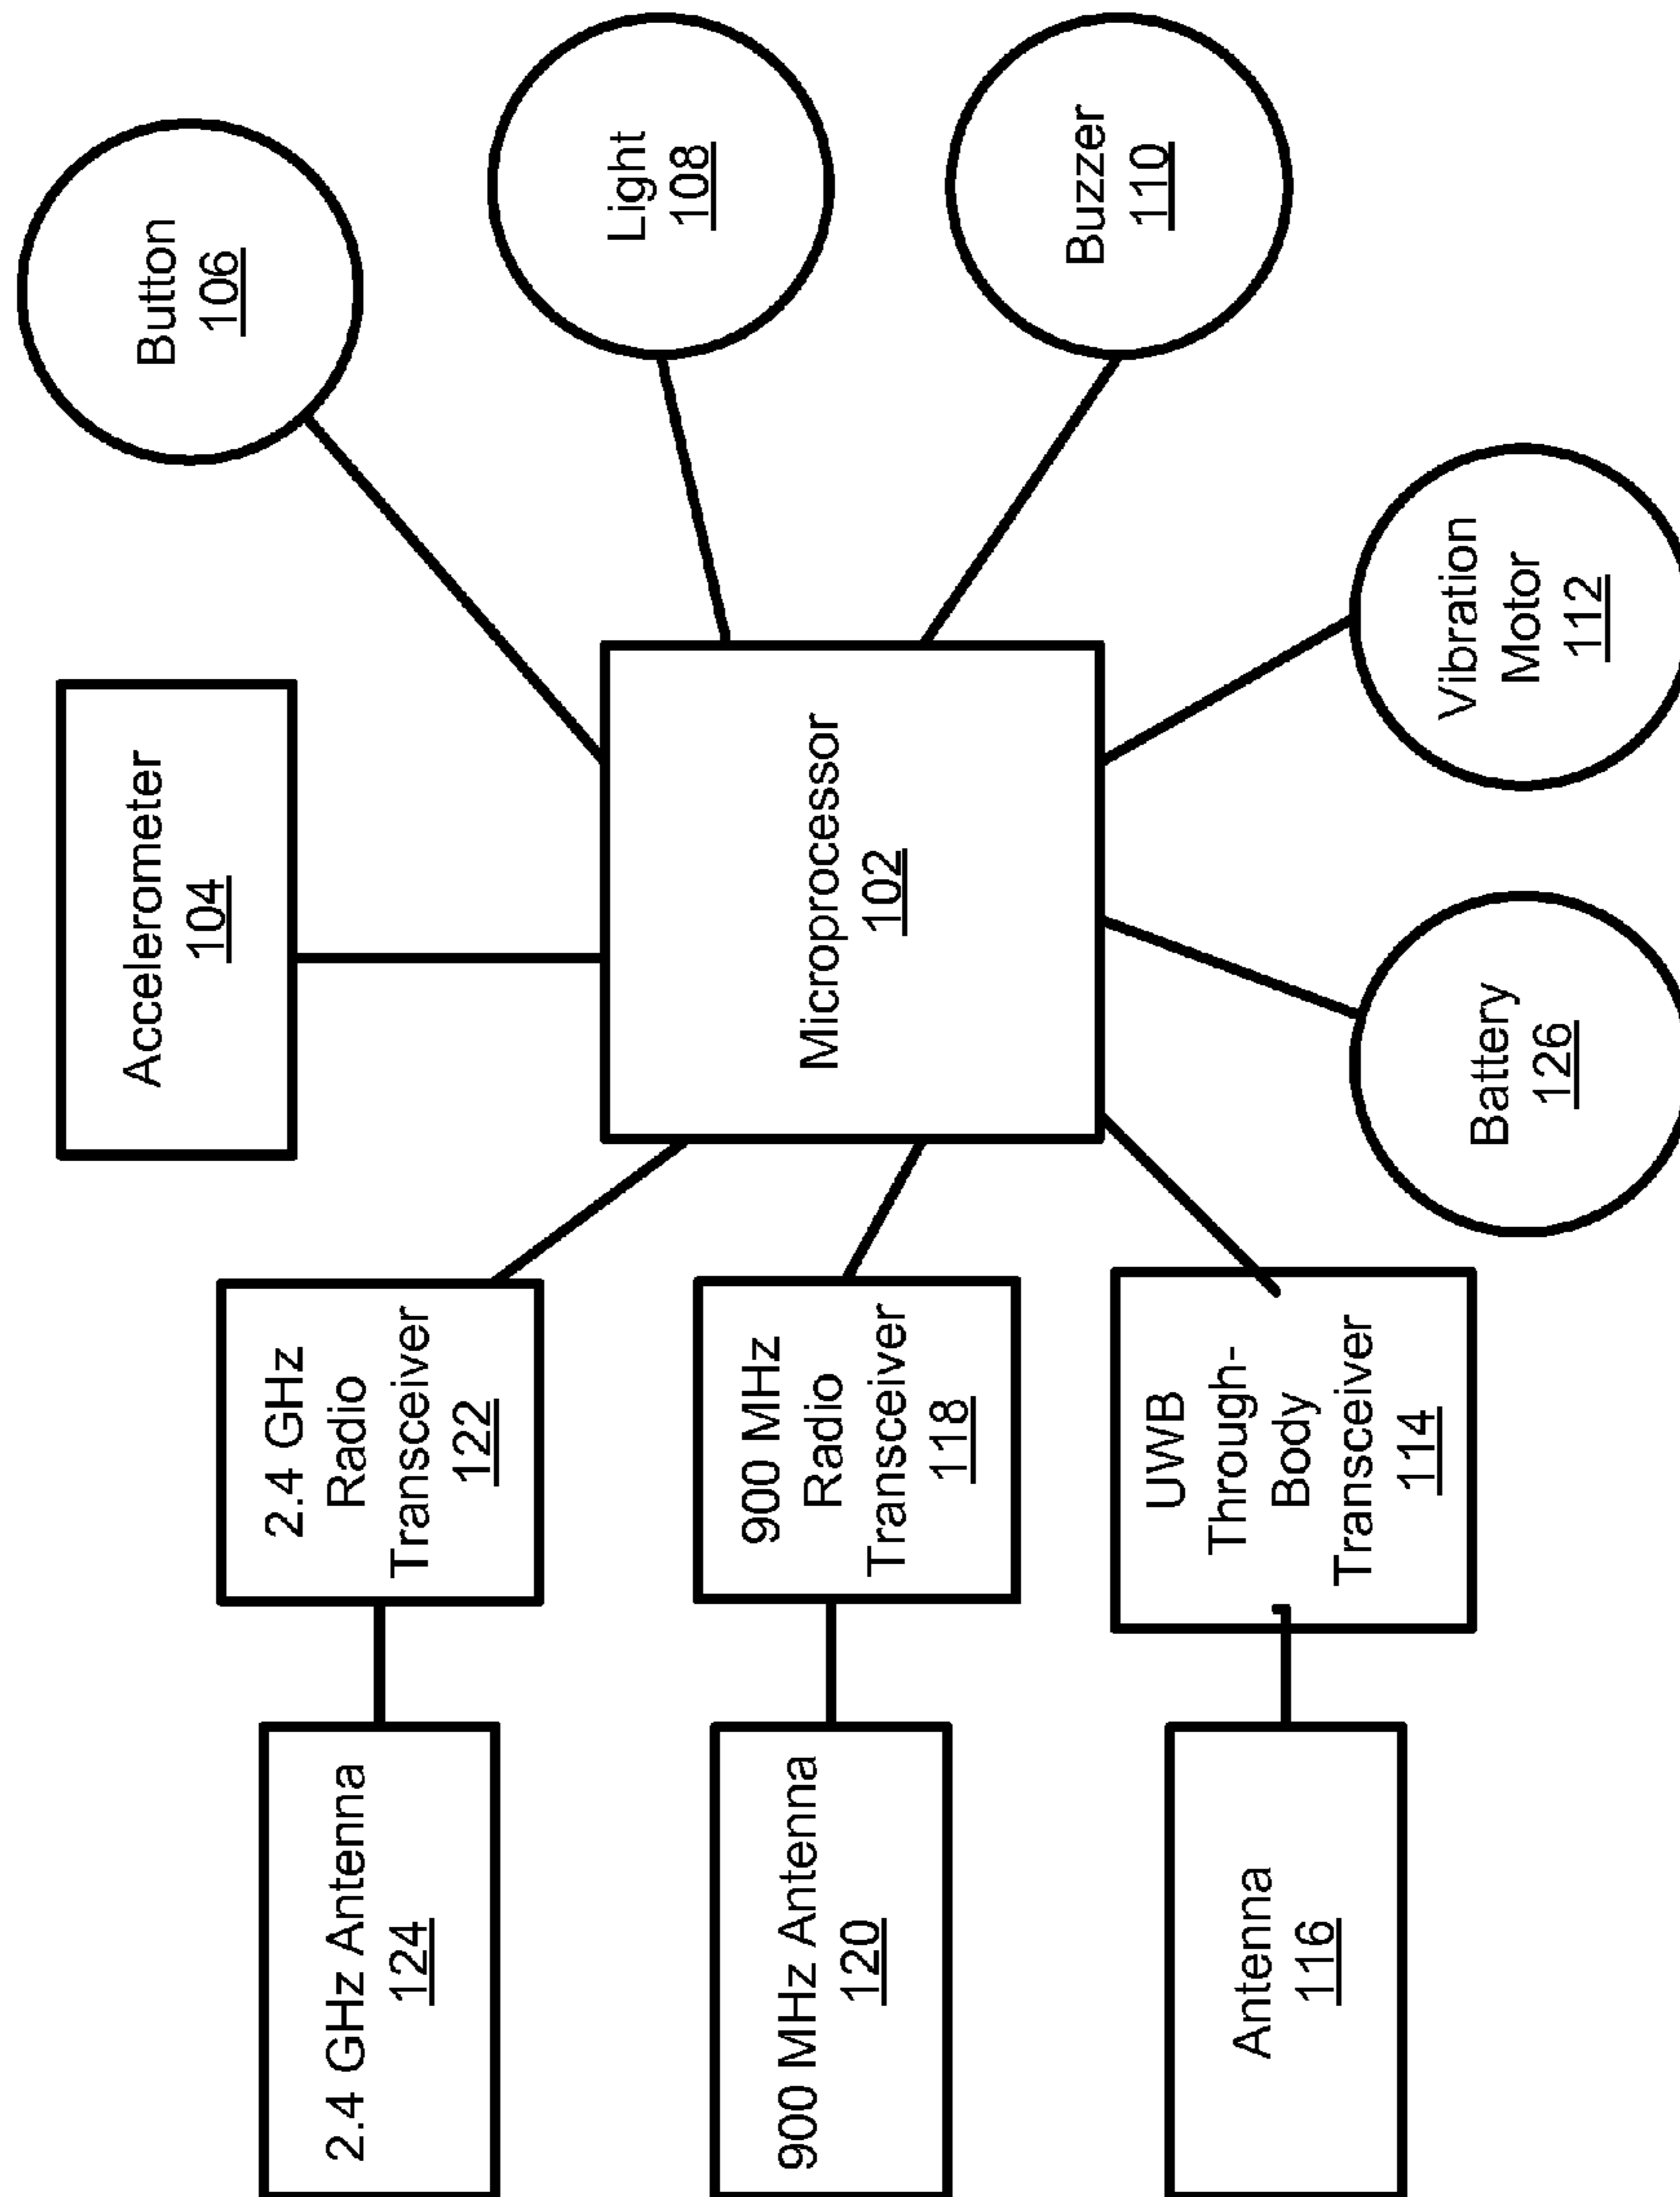 Accelerometer
104
Button
106
2.4 GHz Antenna
124
2.4 GHz
Radio
Transceiver
122
Light
108
Microprocessor
102
900 MHz Antenna
120
900 MHz
Radio
Transceiver
118
Buzzer
110
Antenna
116
UWB
Through-
Body
Transceiver
114
Battery
126
Vibration
Motor
112